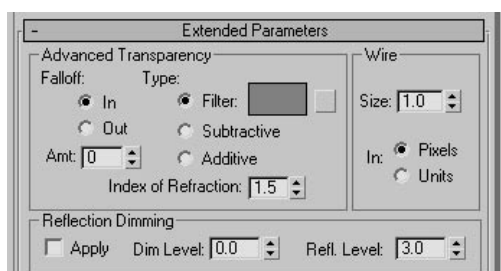 - Extended Parameters
Advanced Transparency
Falloff: Type:
In Filter:
Out Subtractive
Amt: 0 Additive
Index of Refraction: 1.5
Wire
Size: 1.0
In: Pixels
Units
Reflection Dimming
Apply Dim Level: 0.0 Refl. Level: 3.0